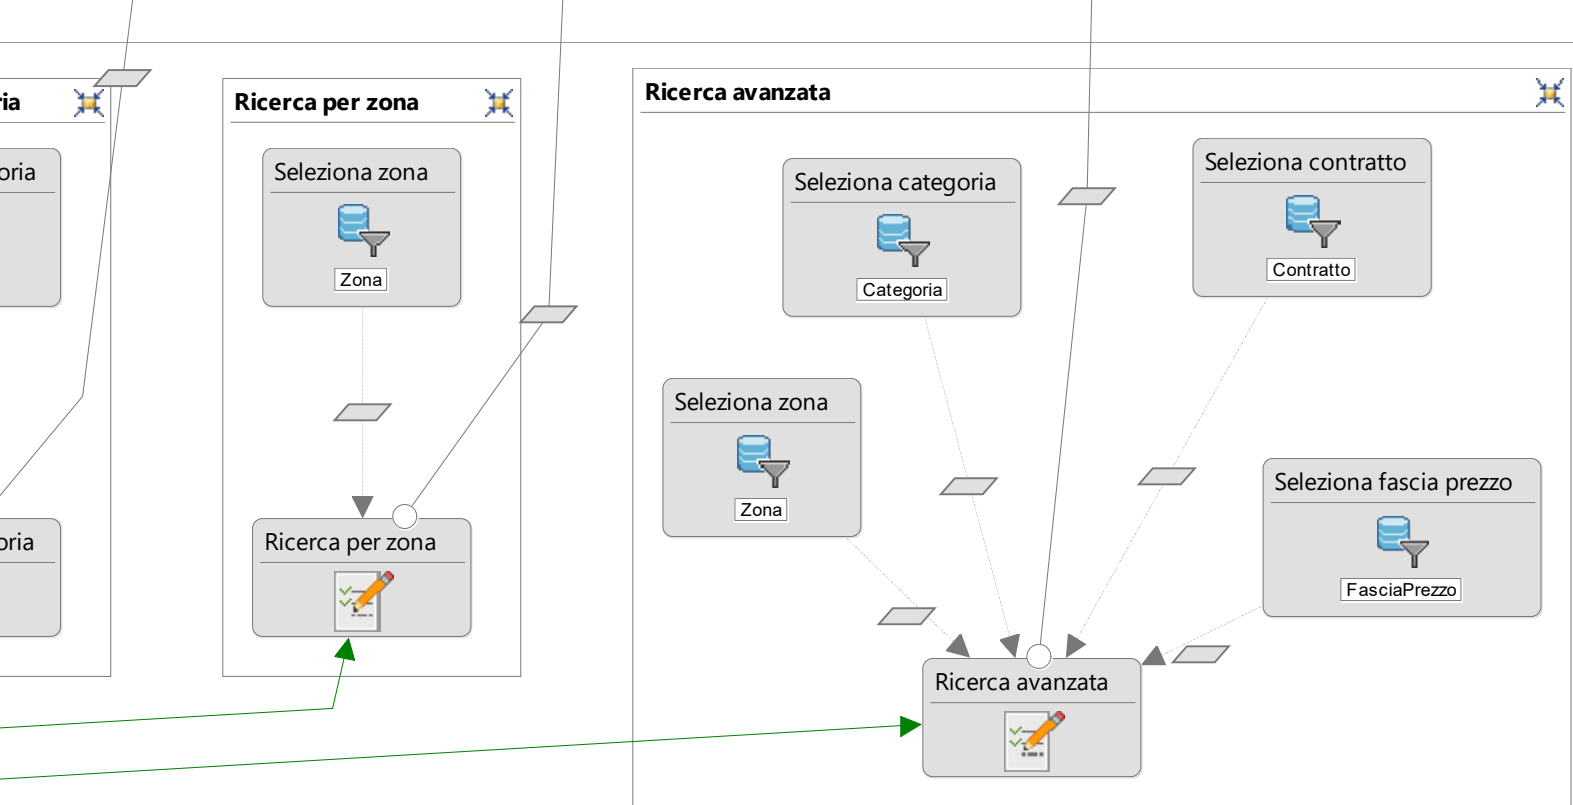 ria
oria
oria
Ricerca per zona
Seleziona zona
Zona
Ricerca per zona
Ricerca avanzata
Seleziona categoria
Categoria
Seleziona contratto
Contratto
Seleziona zona
Zona
Seleziona fascia prezzo
FasciaPrezzo
Ricerca avanzata